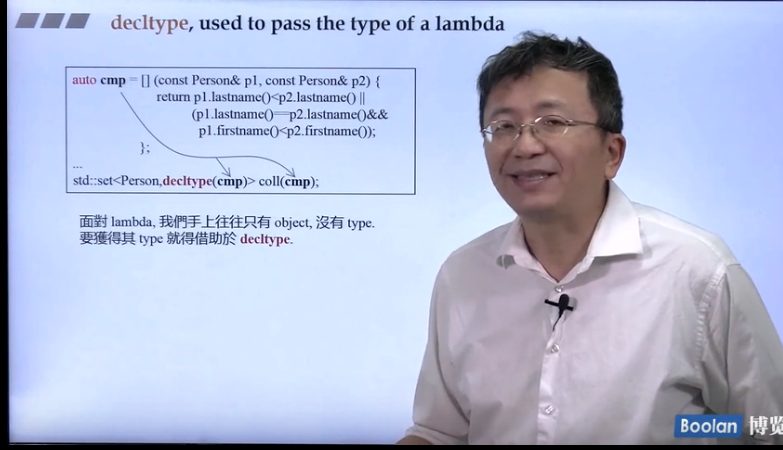 decltype, used to pass the type of a lambda
auto cmp = [] (const Person& p1, const Person& p2) {
return p1.lastname()<p2.lastname() ||
(p1.lastname()==p2.lastname()&&
p1.firstname()<p2.firstname());
};
...
std::set<Person,decltype(cmp)> coll(cmp);
面對 lambda, 我們手上往往只有 object, 沒有 type.
要獲得其 type 就得借助於 decltype.
Boolan 博览